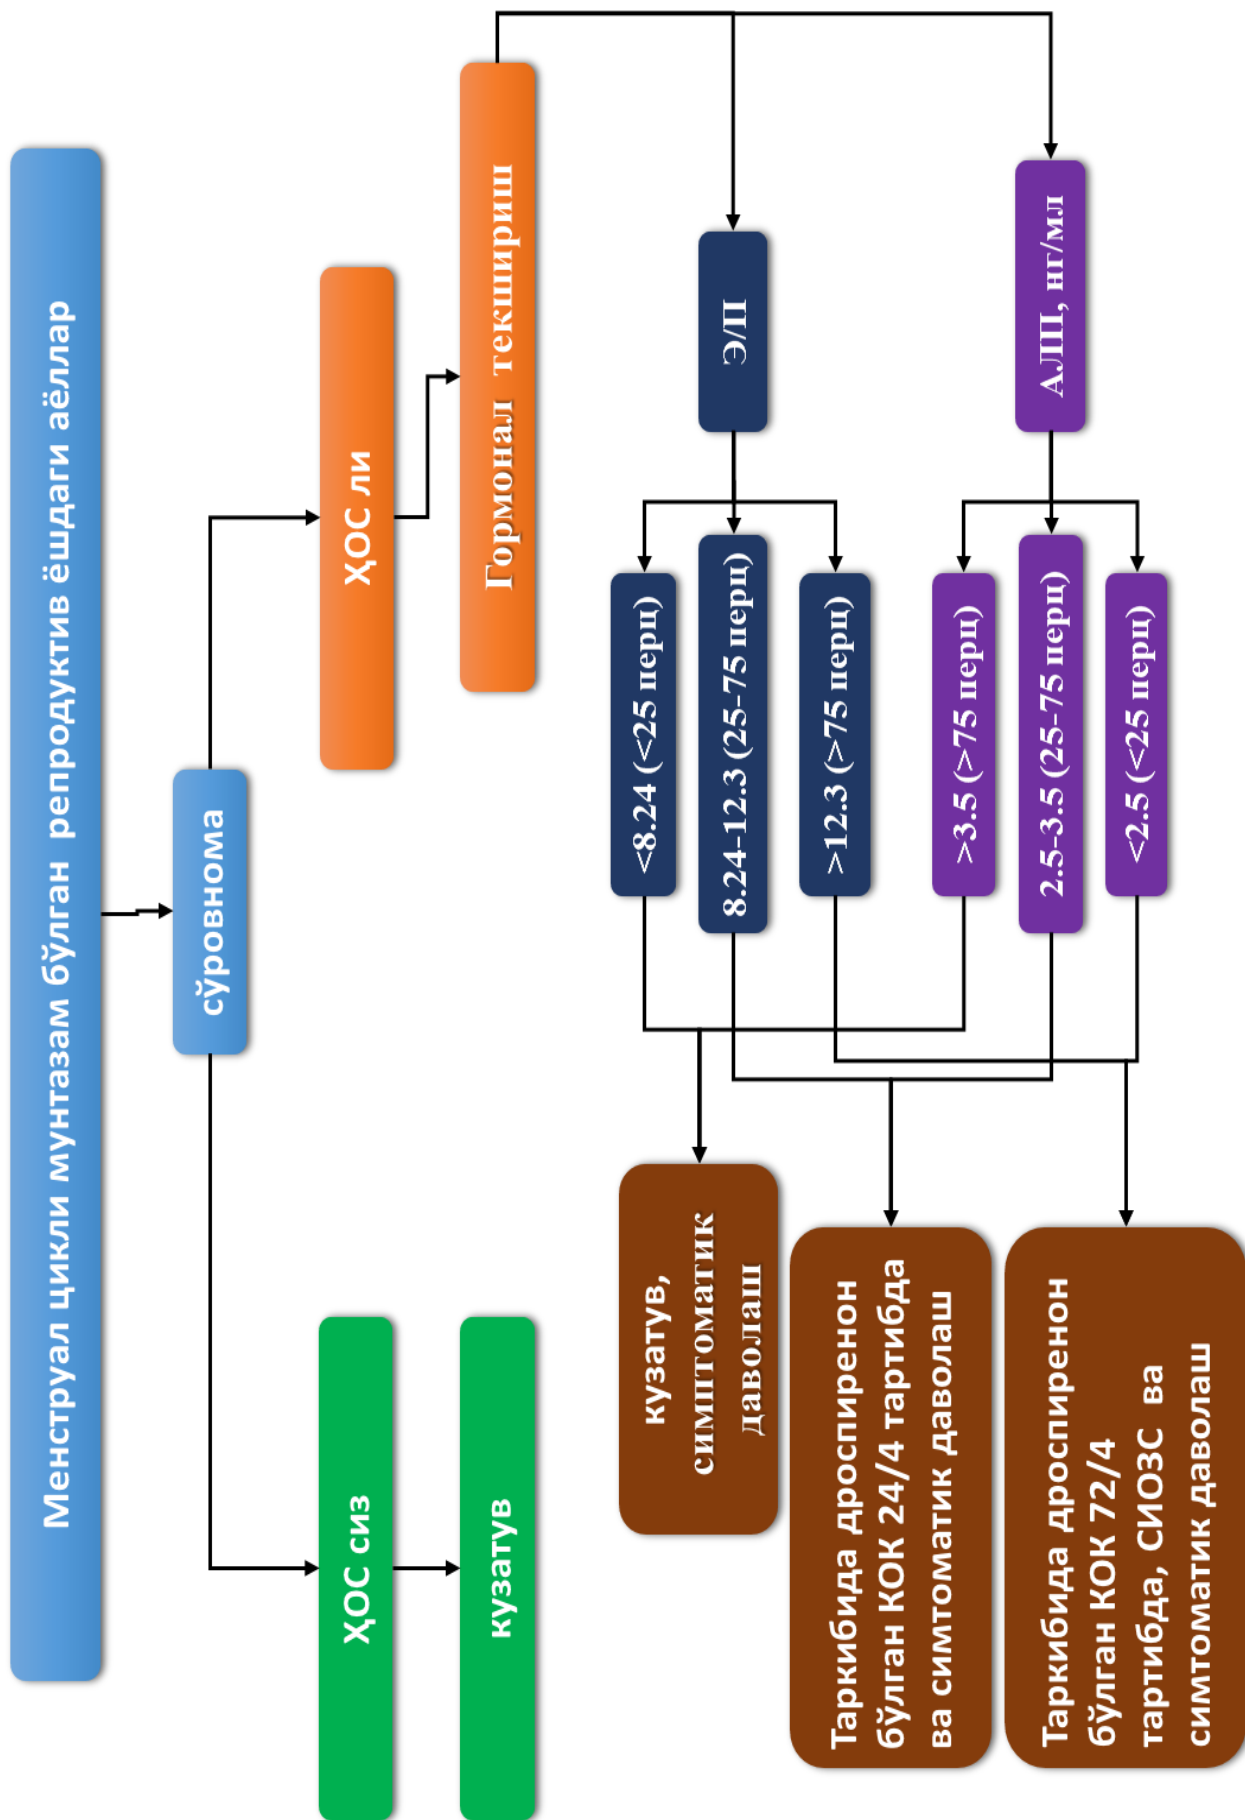 Менструал цикли мунтазам бўлган репродуктив ёшдаги аёллар
сўровнома
ҲОС сиз
ҲОС ли
кузатув
Гормонал текшириш
<8.24 (<25 перц)
8.24-12.3 (25-75 перц)
Э/П
>12.3 (>75 перц)
>3.5 (>75 перц)
2.5-3.5 (25-75 перц)
АЛП, нг/мл
<2.5 (<25 перц)
кузатув,
симптоматик
даволаш
Таркибида дроспиренон
бўлган КОК 24/4 тартибда
ва симтоматик даволаш
Таркибида дроспиренон
бўлган КОК 72/4
тартибда, СИОЗС ва
симтоматик даволаш